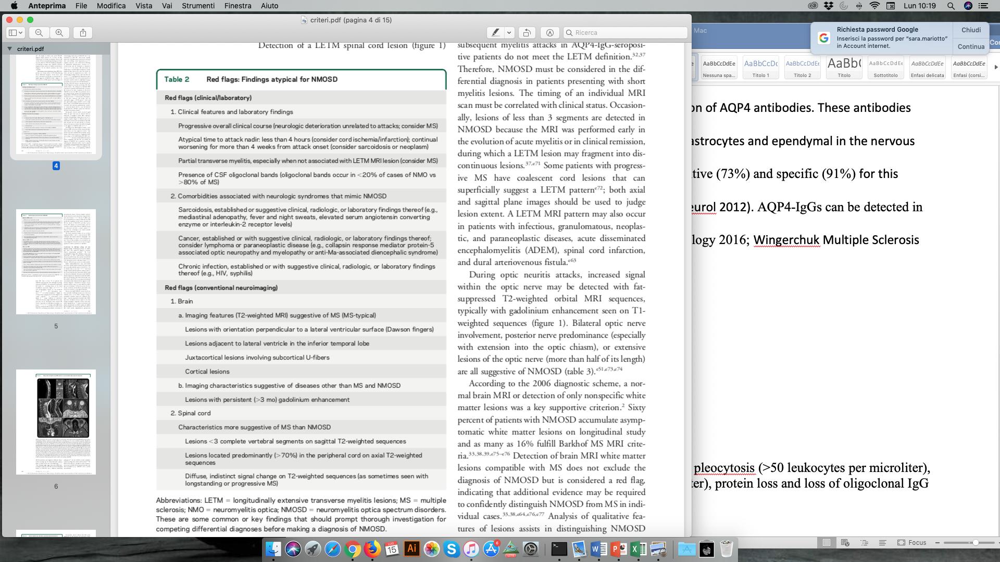 Anteprima File Modifica Vista Vai Strumenti Finestra Aiuto
Lun 10:19
criteri.pdf (pagina 4 di 15)
Ricerca
criteri.pdf
4
5
6
Detection of a LETM spinal cord lesion (figure 1)
Table 2 Red flags: Findings atypical for NMOSD
Red flags (clinical/laboratory)
1. Clinical features and laboratory findings
Progressive overall clinical course (neurologic deterioration unrelated to attacks; consider MS)
Atypical time to attack nadir: less than 4 hours (consider cord ischemia/infarction); continual
worsening for more than 4 weeks from attack onset (consider sarcoidosis or neoplasm)
Partial transverse myelitis, especially when not associated with LETM MRI lesion (consider MS)
Presence of CSF oligoclonal bands (oligoclonal bands occur in <20% of cases of NMO vs
>80% of MS)
2. Comorbidities associated with neurologic syndromes that mimic NMOSD
Sarcoidosis, established or suggestive clinical, radiologic, or laboratory findings thereof (e.g.,
mediastinal adenopathy, fever and night sweats, elevated serum angiotensin converting
enzyme or interleukin-2 receptor levels)
Cancer, established or with suggestive clinical, radiologic, or laboratory findings thereof;
consider lymphoma or paraneoplastic disease (e.g., collapsin response mediator protein-5
associated optic neuropathy and myelopathy or anti-Ma-associated diencephalic syndrome)
Chronic infection, established or with suggestive clinical, radiologic, or laboratory findings
thereof (e.g., HIV, syphilis)
Red flags (conventional neuroimaging)
1. Brain
a. Imaging features (T2-weighted MRI) suggestive of MS (MS-typical)
Lesions with orientation perpendicular to a lateral ventricular surface (Dawson fingers)
Lesions adjacent to lateral ventricle in the inferior temporal lobe
Juxtacortical lesions involving subcortical U-fibers
Cortical lesions
b. Imaging characteristics suggestive of diseases other than MS and NMOSD
Lesions with persistent (>3 mo) gadolinium enhancement
2. Spinal cord
Characteristics more suggestive of MS than NMOSD
Lesions <3 complete vertebral segments on sagittal T2-weighted sequences
Lesions located predominantly (>70%) in the peripheral cord on axial T2-weighted
sequences
Diffuse, indistinct signal change on T2-weighted sequences (as sometimes seen with
longstanding or progressive MS)
Abbreviations: LETM = longitudinally extensive transverse myelitis lesions; MS = multiple
sclerosis; NMO = neuromyelitis optica; NMOSD = neuromyelitis optica spectrum disorders.
These are some common or key findings that should prompt thorough investigation for
competing differential diagnoses before making a diagnosis of NMOSD.
subsequent myelitis attacks in AQP4-IgG-seroposi-
tive patients do not meet the LETM definition.32,37
Therefore, NMOSD must be considered in the dif-
ferential diagnosis in patients presenting with short
myelitis lesions. The timing of an individual MRI
scan must be correlated with clinical status. Occasion-
ally, lesions of less than 3 segments are detected in
NMOSD because the MRI was performed early in
the evolution of acute myelitis or in clinical remission,
during which a LETM lesion may fragment into dis-
continuous lesions.37,e71 Some patients with progress-
ive MS have coalescent cord lesions that can
superficially suggest a LETM patterne72; both axial
and sagittal plane images should be used to judge
lesion extent. A LETM MRI pattern may also occur
in patients with infectious, granulomatous, neoplas-
tic, and paraneoplastic diseases, acute disseminated
encephalomyelitis (ADEM), spinal cord infarction,
and dural arteriovenous fistula.e63
During optic neuritis attacks, increased signal
within the optic nerve may be detected with fat-
suppressed T2-weighted orbital MRI sequences,
typically with gadolinium enhancement seen on T1-
weighted sequences (figure 1). Bilateral optic nerve
involvement, posterior nerve predominance (especially
with extension into the optic chiasm), or extensive
lesions of the optic nerve (more than half of its length)
are all suggestive of NMOSD (table 3).e51,e73,e74
According to the 2006 diagnostic scheme, a nor-
mal brain MRI or detection of only nonspecific white
matter lesions was a key supportive criterion.2 Sixty
percent of patients with NMOSD accumulate asymp-
tomatic white matter lesions on longitudinal study
and as many as 16% fulfill Barkhof MS MRI crite-
ria.33,38,39,e75–e76 Detection of brain MRI white matter
lesions compatible with MS does not exclude the
diagnosis of NMOSD but is considered a red flag,
indicating that additional evidence may be required
to confidently distinguish NMOSD from MS in indi-
vidual cases.33,38,e64,e76,e77 Analysis of qualitative fea-
tures of lesions assists in distinguishing NMOSD
Mac
Richiesta password Google
Inserisci la password per “sara.mariotto”
in Account internet.
Chiudi
Continua
AaBbCcDdEe AaBbCcDc AaBbCcDdEe AaBb( AaBbCcDdEe AaBbCcDdEe AaBbCcDdEe
Nessuna spa... Titolo 1 Titolo 2 Titolo Sottotitolo Enfasi delicata Enfasi (corsi...
on of AQP4 antibodies. These antibodies
astrocytes and ependymal in the nervous
tive (73%) and specific (91%) for this
eurol 2012). AQP4-IgGs can be detected in
logy 2016; Wingerchuk Multiple Sclerosis
pleocytosis (>50 leukocytes per microliter),
ter), protein loss and loss of oligoclonal IgG
Focus
LUG
15
Ai
6
LITE